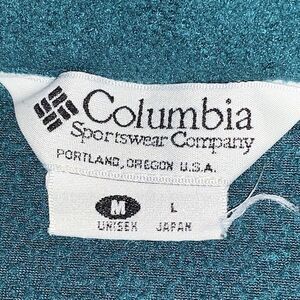 Columbia
Sportswear Company
PORTLAND, OREGON U.S.A.
M L
UNISEX JAPAN